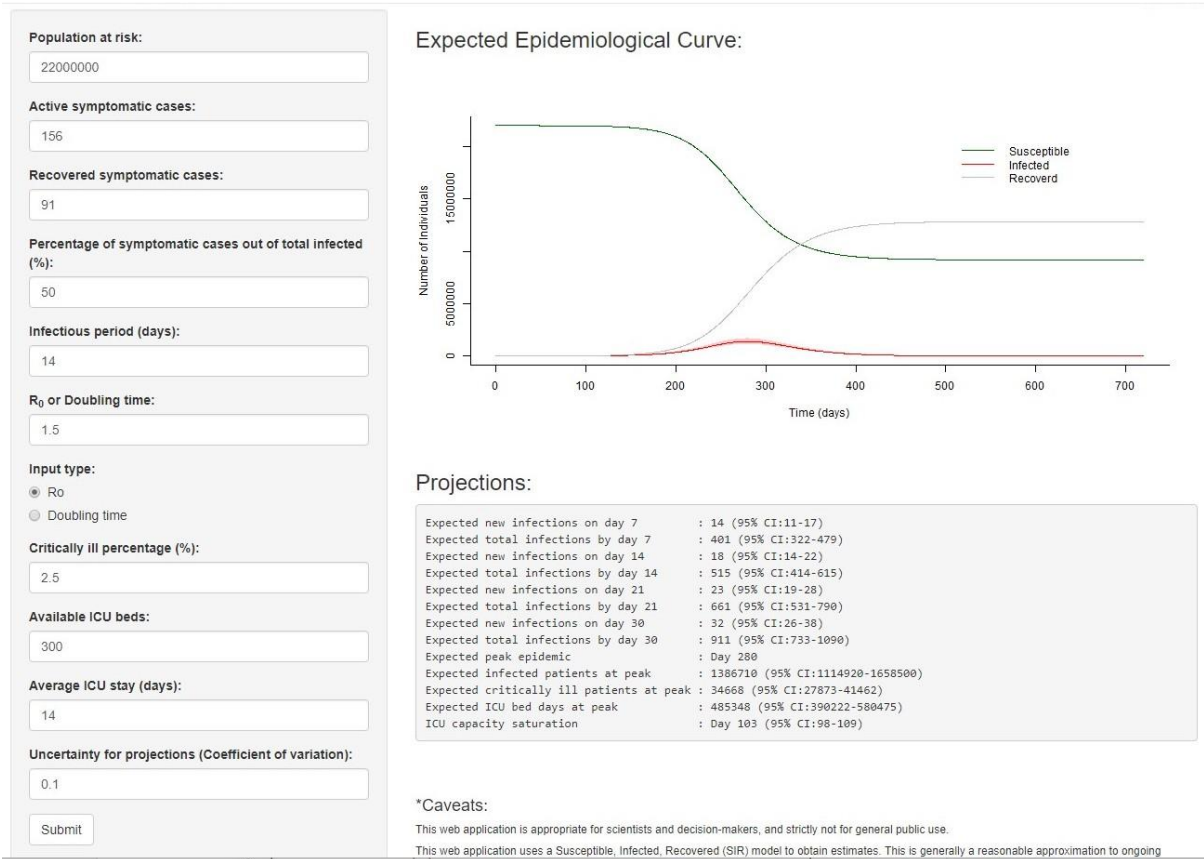 Population at risk:
22000000
Active symptomatic cases:
156
Recovered symptomatic cases:
91
Percentage of symptomatic cases out of total infected
(%):
50
Infectious period (days):
14
R0 or Doubling time:
1.5
Input type:
Ro
Doubling time
Critically ill percentage (%):
2.5
Available ICU beds:
300
Average ICU stay (days):
14
Uncertainty for projections (Coefficient of variation):
0.1
Submit
Expected Epidemiological Curve:
Number of Individuals
0
5000000
15000000
Susceptible
Infected
Recoverd
0 100 200 300 400 500 600 700
Time (days)
Projections:
Expected new infections on day 7 : 14 (95% CI:11-17)
Expected total infections by day 7 : 401 (95% CI:322-479)
Expected new infections on day 14 : 18 (95% CI:14-22)
Expected total infections by day 14 : 515 (95% CI:414-615)
Expected new infections on day 21 : 23 (95% CI:19-28)
Expected total infections by day 21 : 661 (95% CI:531-790)
Expected new infections on day 30 : 32 (95% CI:26-38)
Expected total infections by day 30 : 911 (95% CI:733-1090)
Expected peak epidemic : Day 280
Expected infected patients at peak : 1386710 (95% CI:1114920-1658500)
Expected critically ill patients at peak : 34668 (95% CI:27873-41462)
Expected ICU bed days at peak : 485348 (95% CI:390222-580475)
ICU capacity saturation : Day 103 (95% CI:98-109)
*Caveats:
This web application is appropriate for scientists and decision-makers, and strictly not for general public use.
This web application uses a Susceptible, Infected, Recovered (SIR) model to obtain estimates. This is generally a reasonable approximation to ongoing